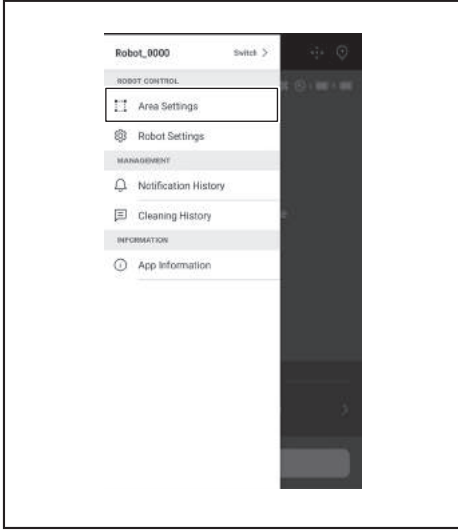 Robot_0000 Switch >
ROBOT CONTROL
Area Settings
Robot Settings
MANAGEMENT
Notification History
Cleaning History
INFORMATION
App Information